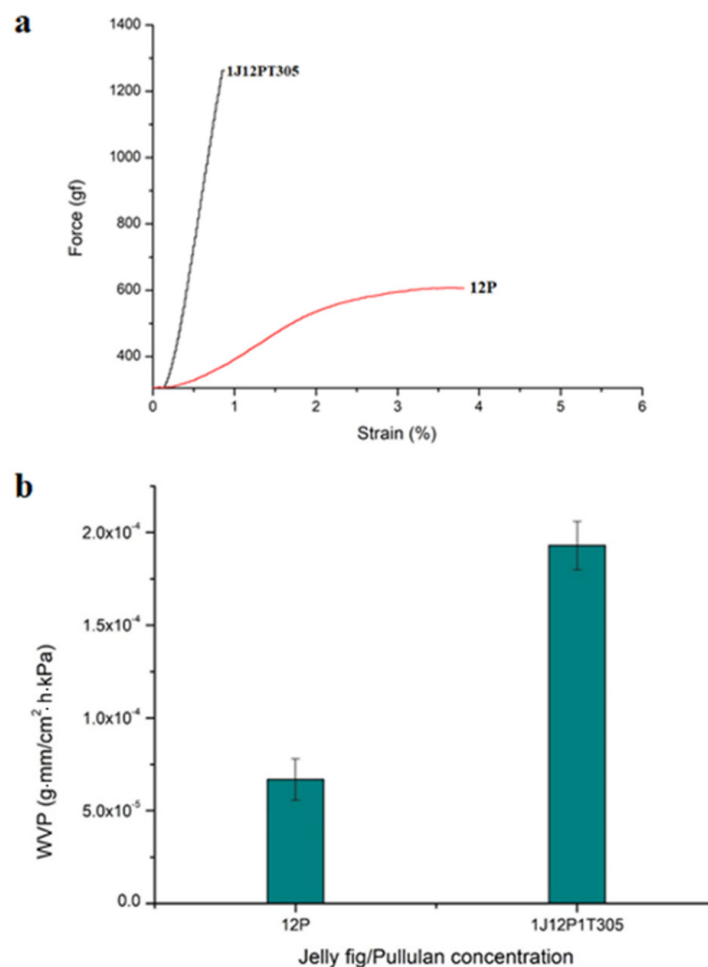 a
1400
1200
1000
800
600
400
Force (gf)
1J12PT305
12P
0 1 2 3 4 5 6
Strain (%)
b
2.0x10⁻⁴
1.5x10⁻⁴
1.0x10⁻⁴
5.0x10⁻⁵
0.0
WVP (g·mm/cm²·h·kPa)
12P 1J12P1T305
Jelly fig/Pullulan concentration